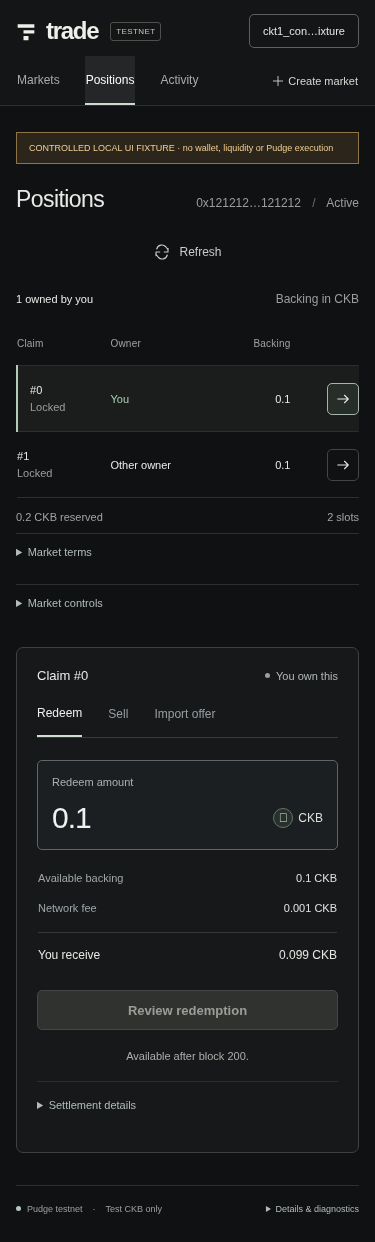 trade TESTNET ckt1_con...ixture
Markets Positions Activity Create market
CONTROLLED LOCAL UI FIXTURE · no wallet, liquidity or Pudge execution
Positions 0x121212…121212 / Active
Refresh
1 owned by you Backing in CKB
Claim Owner Backing
#0
Locked
You 0.1
#1
Locked
Other owner 0.1
0.2 CKB reserved 2 slots
Market terms
Market controls
Claim #0 You own this
Redeem Sell Import offer
Redeem amount
0.1 CKB
Available backing 0.1 CKB
Network fee 0.001 CKB
You receive 0.099 CKB
Review redemption
Available after block 200.
Settlement details
Pudge testnet · Test CKB only Details & diagnostics